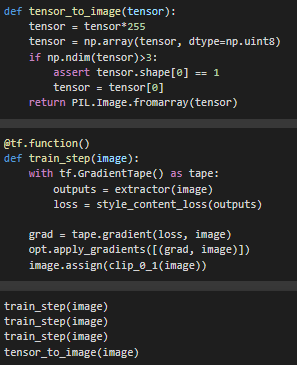 def tensor_to_image(tensor):
    tensor = tensor*255
    tensor = np.array(tensor, dtype=np.uint8)
    if np.ndim(tensor)>3:
        assert tensor.shape[0] == 1
        tensor = tensor[0]
    return PIL.Image.fromarray(tensor)
@tf.function()
def train_step(image):
    with tf.GradientTape() as tape:
        outputs = extractor(image)
        loss = style_content_loss(outputs)
    grad = tape.gradient(loss, image)
    opt.apply_gradients([(grad, image)])
    image.assign(clip_0_1(image))
train_step(image)
train_step(image)
train_step(image)
tensor_to_image(image)